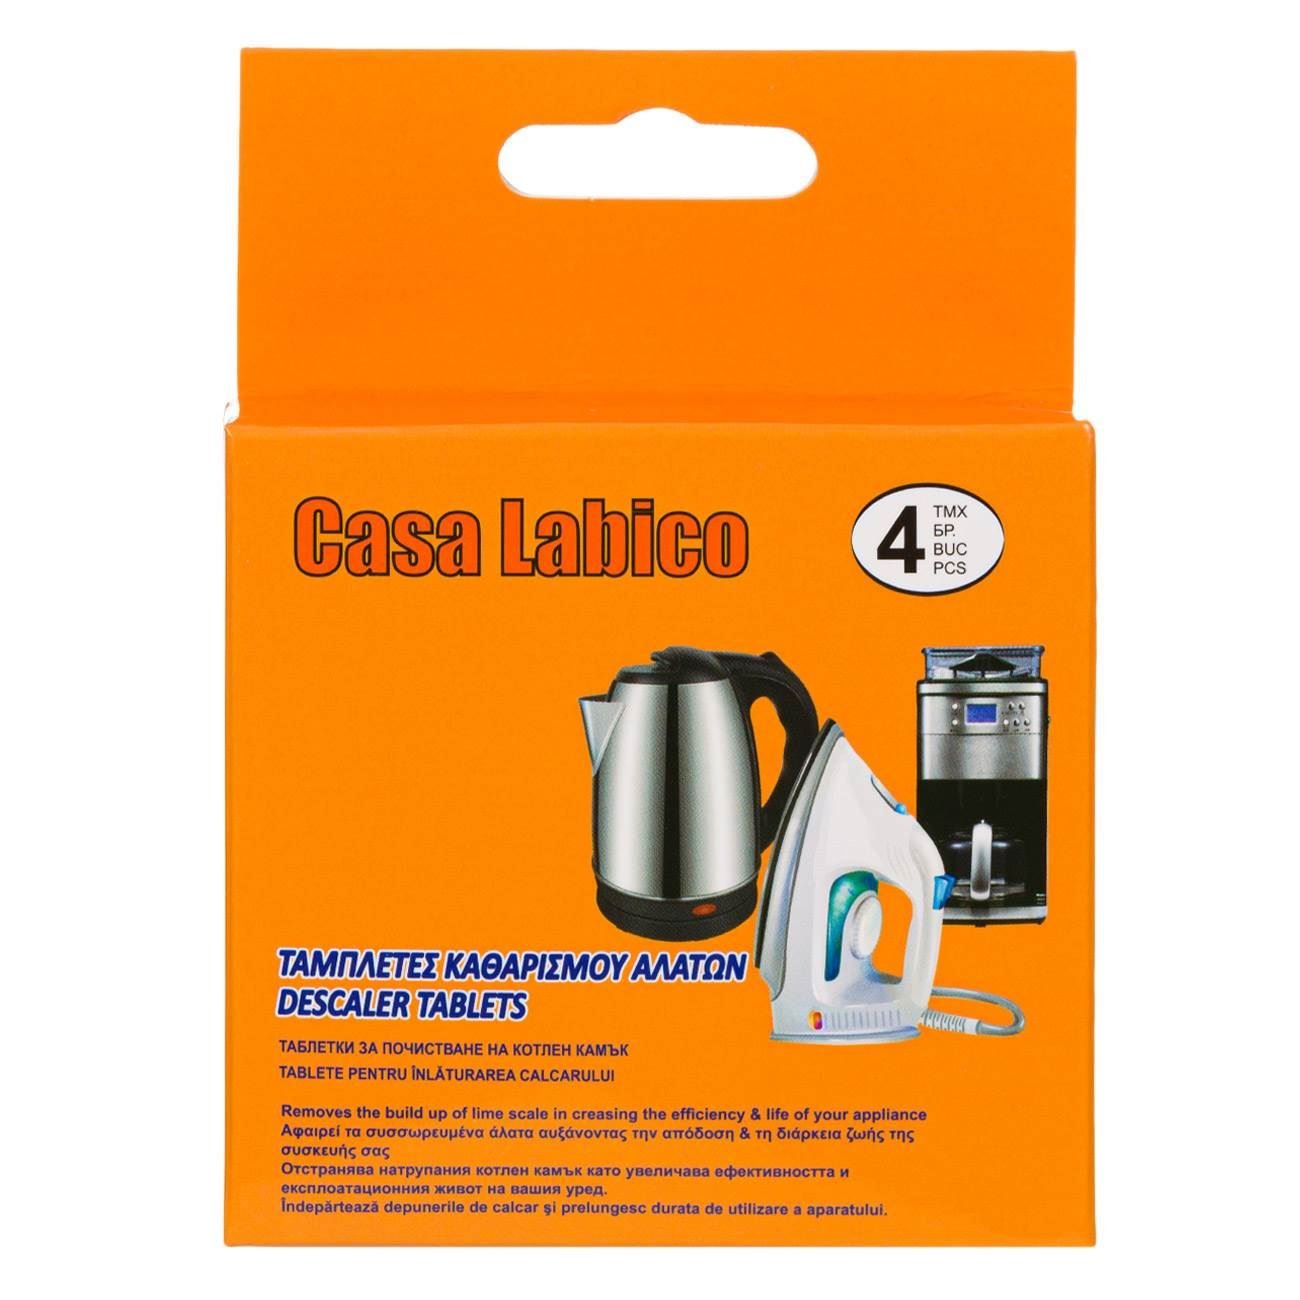 Casa Labico
4
ΤΜΧ
БР.
BUC
PCS
ΤΑΜΠΛΕΤΕΣ ΚΑΘΑΡΙΣΜΟΥ ΑΛΑΤΩΝ
DESCALER TABLETS
ТАБЛЕТКИ ЗА ПОЧИСТВАНЕ НА КОТЛЕН КАМЪК
TABLETE PENTRU ÎNLĂTURAREA CALCARULUI
Removes the build up of lime scale in creasing the efficiency & life of your appliance
Αφαιρεί τα συσσωρευμένα άλατα αυξάνοντας την απόδοση & τη διάρκεια ζωής της
συσκευής σας
Отстранява натрупания котлен камък като увеличава ефективността и
експлоатационния живот на вашия уред.
Îndepărtează depunerile de calcar şi prelungesc durata de utilizare a aparatului.